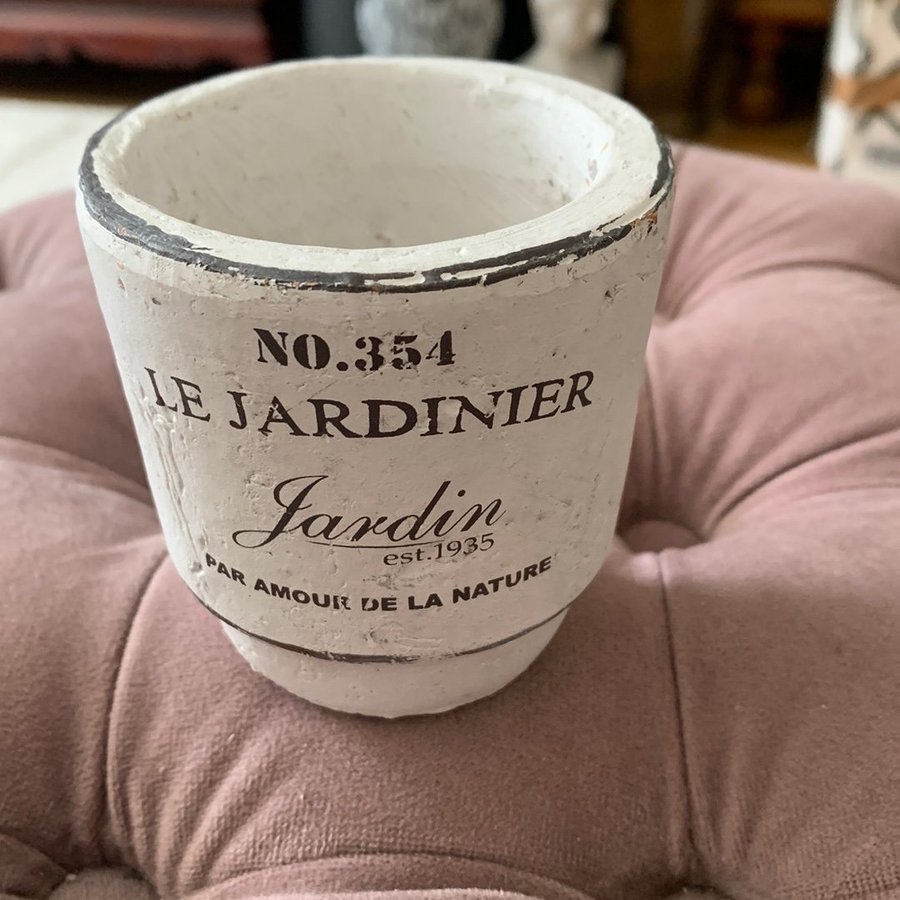 NO.354
LE JARDINIER
Jardin
est.1935
PAR AMOUR DE LA NATURE